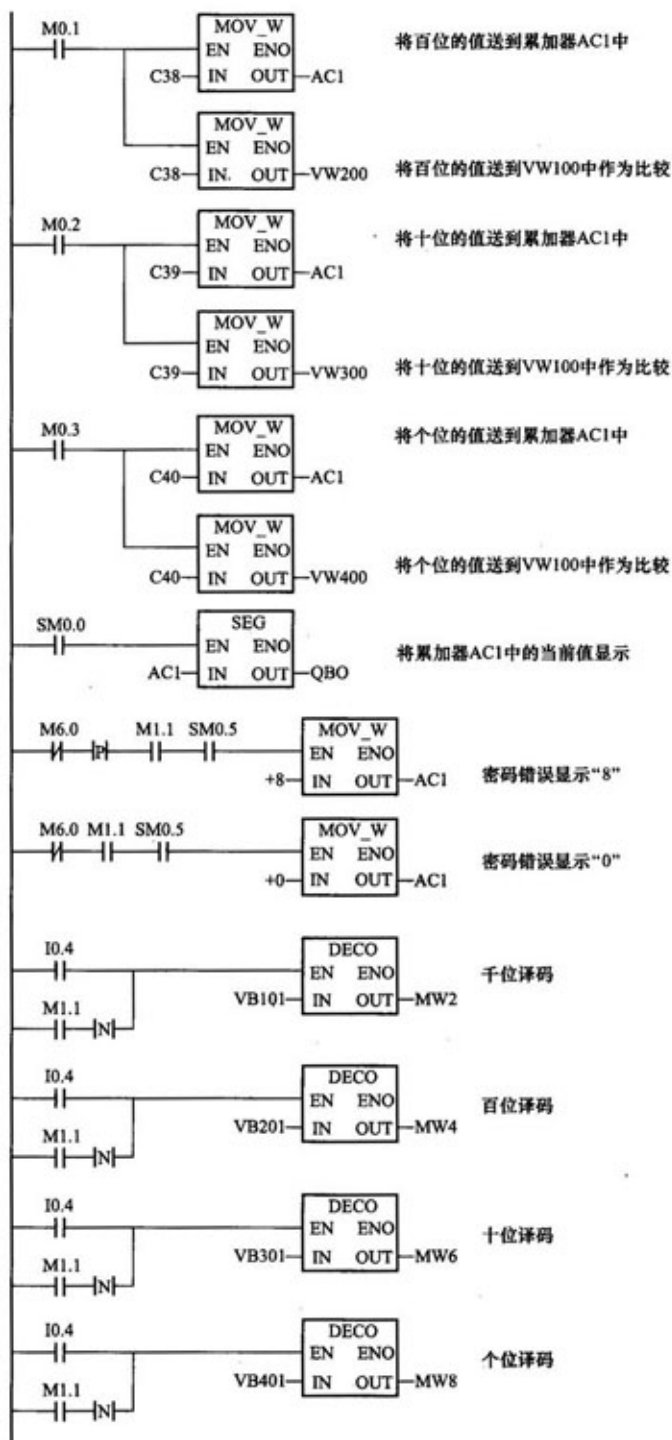 M0.1
MOV_W
将百位的值送到累加器AC1中
EN ENO
C38 IN OUT AC1
MOV_W
EN ENO
C38 IN. OUT VW200 将百位的值送到VW100中作为比较
M0.2
MOV_W
将十位的值送到累加器AC1中
EN ENO
C39 IN OUT AC1
MOV_W
EN ENO
C39 IN OUT VW300 将十位的值送到VW100中作为比较
M0.3
MOV_W
将个位的值送到累加器AC1中
EN ENO
C40 IN OUT AC1
MOV_W
EN ENO
C40 IN OUT VW400 将个位的值送到VW100中作为比较
SM0.0
SEG
EN ENO
将累加器AC1中的当前值显示
AC1 IN OUT QBO
M6.0 M1.1 SM0.5
MOV_W
P
EN ENO
+8 IN OUT AC1 密码错误显示“8”
M6.0 M1.1 SM0.5
MOV_W
EN ENO
+0 IN OUT AC1 密码错误显示“0”
I0.4
DECO
EN ENO
千位译码
VB101 IN OUT MW2
M1.1
N
I0.4
DECO
EN ENO
百位译码
VB201 IN OUT MW4
M1.1
N
I0.4
DECO
EN ENO
十位译码
VB301 IN OUT MW6
M1.1
N
I0.4
DECO
EN ENO
个位译码
VB401 IN OUT MW8
M1.1
N